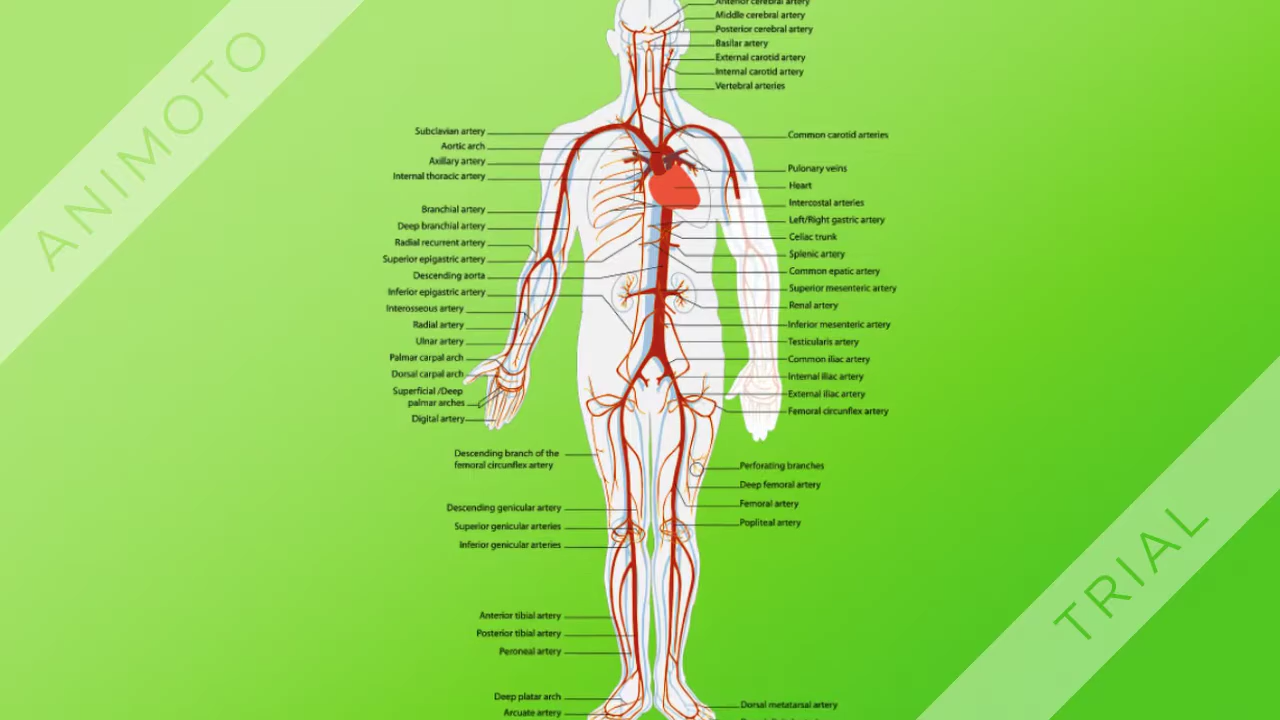 ANIMOTO
Anterior cerebral artery
Middle cerebral artery
Posterior cerebral artery
Basilar artery
External carotid artery
Internal carotid artery
Vertebral arteries
Subclavian artery
Aortic arch
Axillary artery
Internal thoracic artery
Branchial artery
Deep branchial artery
Radial recurrent artery
Superior epigastric artery
Descending aorta
Inferior epigastric artery
Interosseous artery
Radial artery
Ulnar artery
Palmar carpal arch
Dorsal carpal arch
Superficial /Deep
palmar arches
Digital artery
Common carotid arteries
Pulonary veins
Heart
Intercostal arteries
Left/Right gastric artery
Celiac trunk
Splenic artery
Common epatic artery
Superior mesenteric artery
Renal artery
Inferior mesenteric artery
Testicularis artery
Common iliac artery
Internal iliac artery
External iliac artery
Femoral circunflex artery
Descending branch of the
femoral circunflex artery
Descending genicular artery
Superior genicular arteries
Inferior genicular arteries
Perforating branches
Deep femoral artery
Femoral artery
Popliteal artery
Anterior tibial artery
Posterior tibial artery
Peroneal artery
Deep platar arch
Arcuate artery
Dorsal metatarsal artery
TRIAL